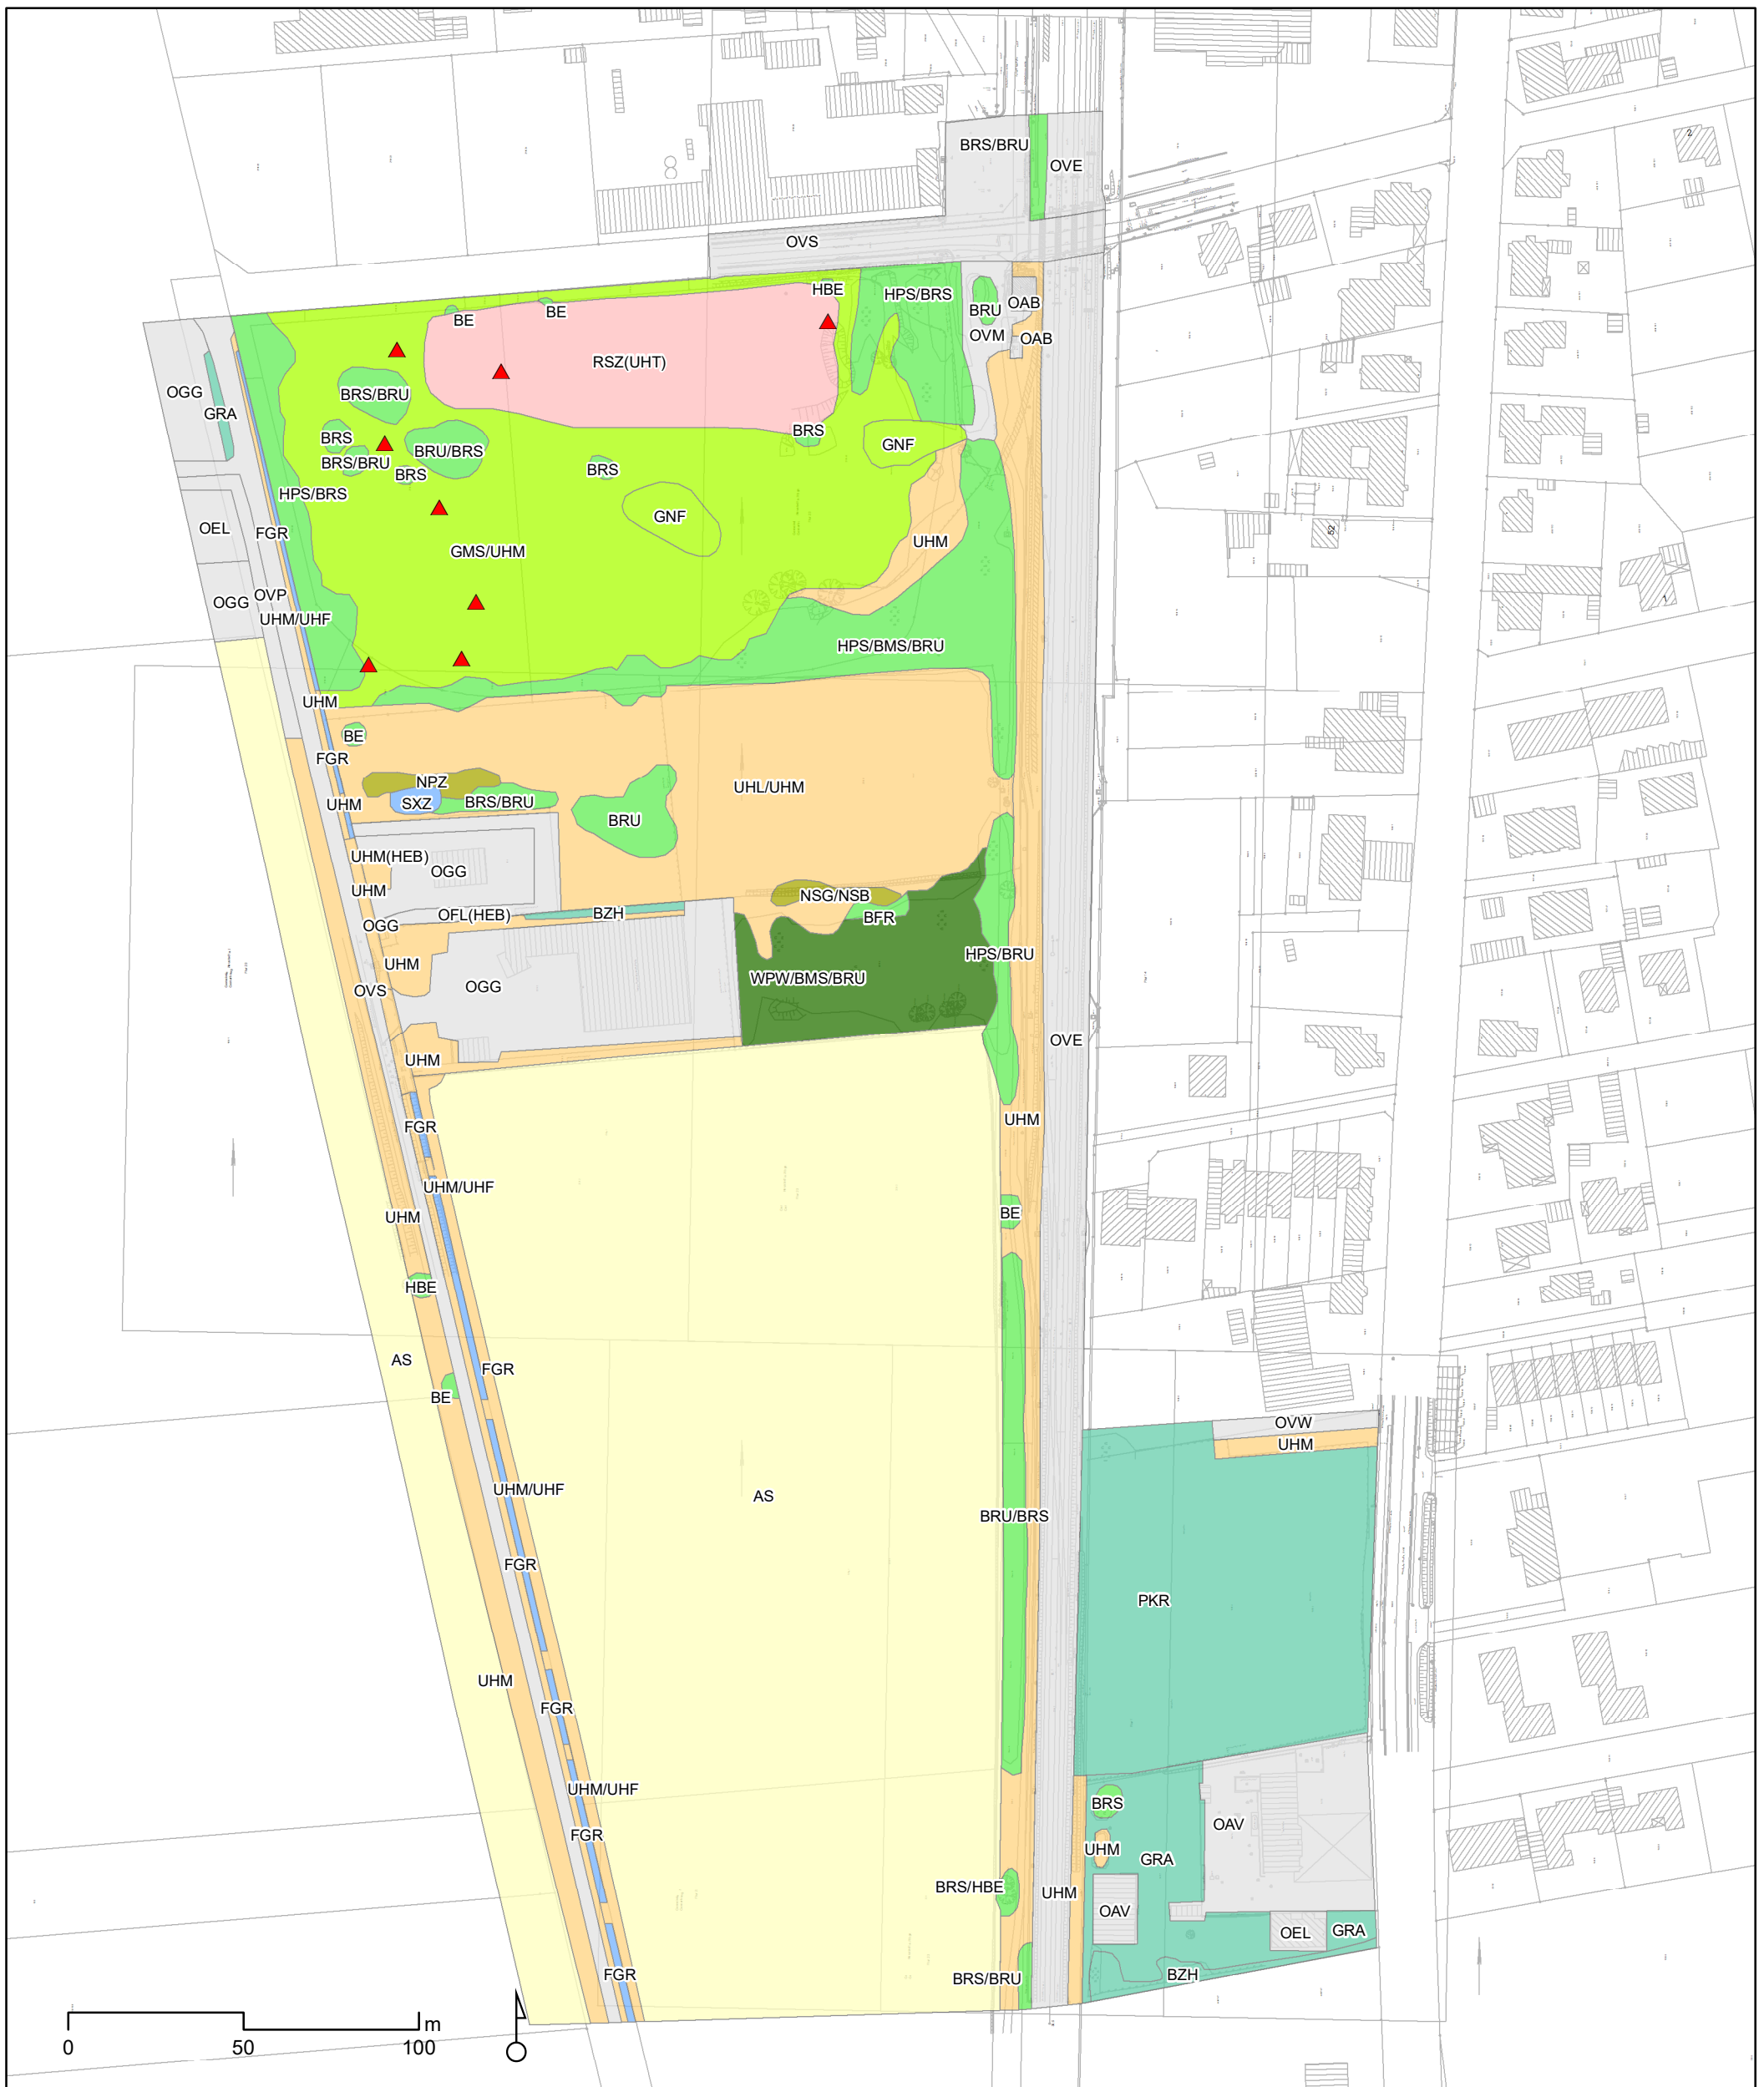 2
BRS/BRU
OVE
OVS
HBE
HPS/BRS
BRU
OAB
BE
BE
OVM
OAB
RSZ(UHT)
OGG
BRS/BRU
GRA
BRS
BRS
GNF
BRU/BRS
BRS/BRU
BRS
BRS
HPS/BRS
GNF
OEL
FGR
52
UHM
GMS/UHM
OVP
OGG
UHM/UHF
1
HPS/BMS/BRU
UHM
BE
FGR
NPZ
UHL/UHM
UHM
SXZ
BRS/BRU
BRU
UHM(HEB)
OGG
UHM
NSG/NSB
OFL(HEB)
BZH
BFR
OGG
HPS/BRU
UHM
WPW/BMS/BRU
OVS
OGG
OVE
UHM
UHM
FGR
UHM/UHF
UHM
BE
HBE
AS
FGR
BE
OVW
UHM
UHM/UHF
AS
BRU/BRS
FGR
PKR
UHM
FGR
UHM/UHF
BRS
OAV
FGR
UHM
GRA
BRS/HBE
UHM
OAV
OEL
GRA
FGR
BRS/BRU
BZH
m
0 50 100